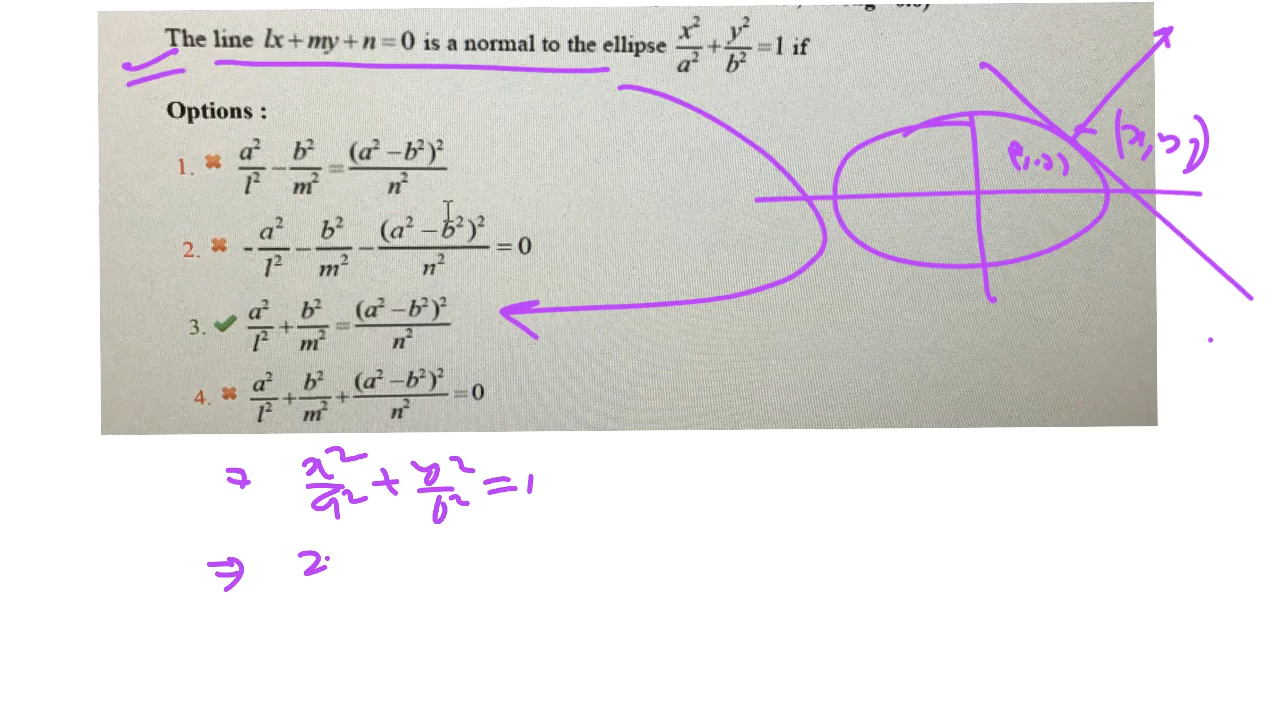 The line lx + my + n = 0 is a normal to the ellipse x²/a² + y²/b² = 1 if
Options :
1. a²/l² − b²/m² = (a² − b²)²/n²
2. -a²/l² − b²/m² − (a² − b²)²/n² = 0
3. a²/l² + b²/m² = (a² − b²)²/n²
4. a²/l² + b²/m² + (a² − b²)²/n² = 0
⇒ x²/a² + y²/b² = 1
⇒ 2